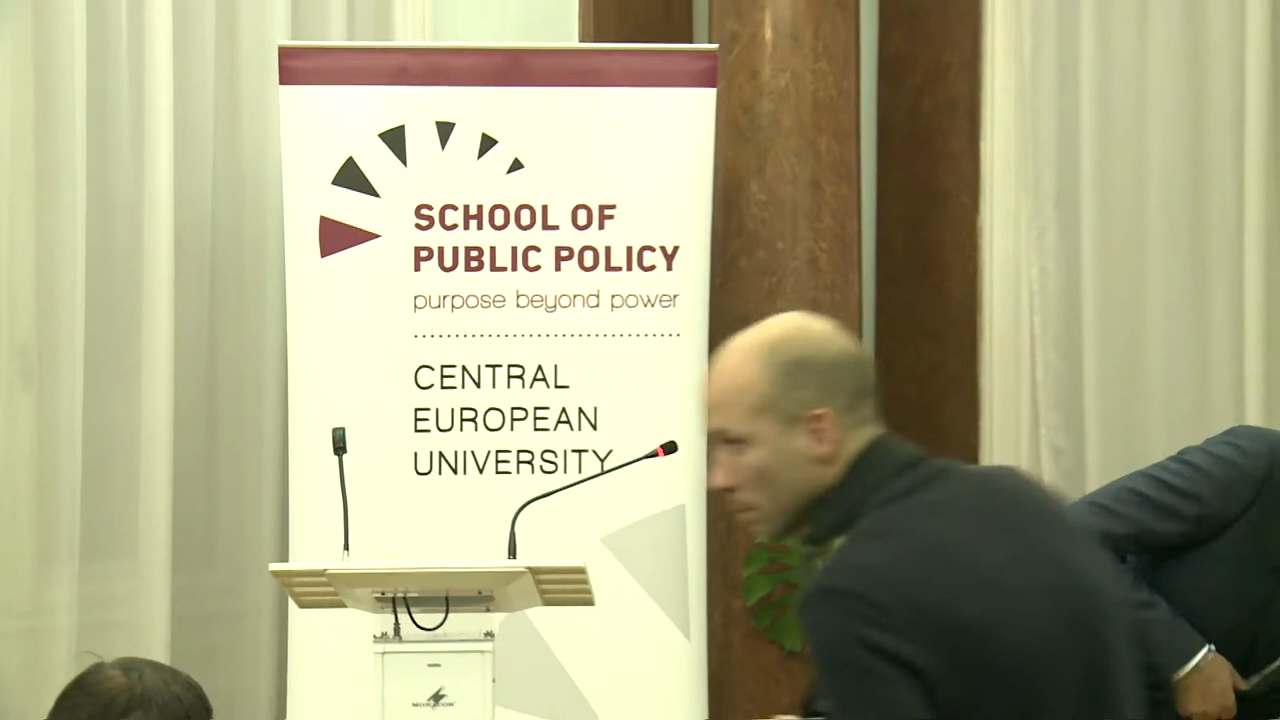 SCHOOL OF
PUBLIC POLICY
purpose beyond power
CENTRAL
EUROPEAN
UNIVERSITY